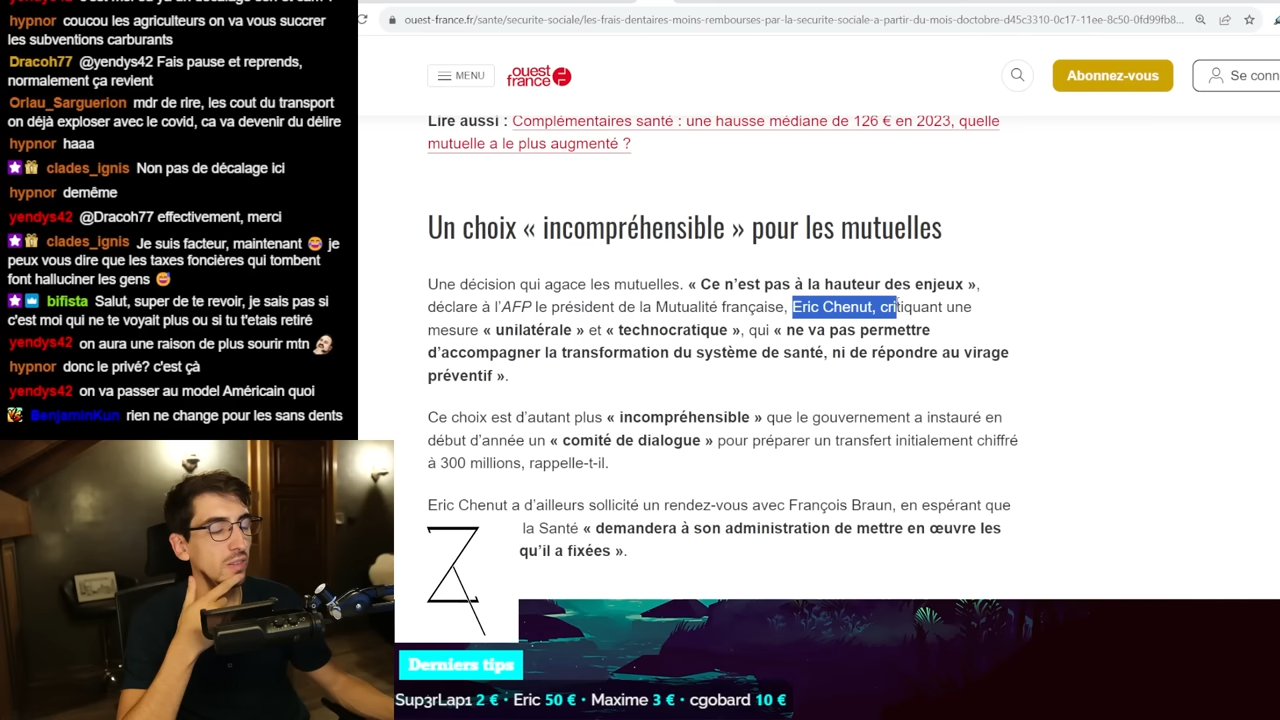 hypnor coucou les agriculteurs on va vous succrer
les subventions carburants
Dracoh77 @yendys42 Fais pause et reprends,
normalement ça revient
Orlau_Sarguerion mdr de rire, les cout du transport
on déjà exploser avec le covid, ca va devenir du délire
hypnor haaa
clades_ignis Non pas de décalage ici
hypnor demême
yendys42 @Dracoh77 effectivement, merci
clades_ignis Je suis facteur, maintenant 😅 je
peux vous dire que les taxes foncières qui tombent
font halluciner les gens 😅
bifista Salut, super de te revoir, je sais pas si
c'est moi qui ne te voyait plus ou si tu t'etais retiré
yendys42 on aura une raison de plus sourir mtn
hypnor donc le privé? c'est çà
yendys42 on va passer au model Américain quoi
BenjaminKun rien ne change pour les sans dents
ouest-france.fr/sante/securite-sociale/les-frais-dentaires-moins-rembourses-par-la-securite-sociale-a-partir-du-mois-doctobre-d45c3310-0c17-11ee-8c50-0fd99fb8...
MENU
ouest
france
Abonnez-vous
Se conn
Lire aussi : Complémentaires santé : une hausse médiane de 126 € en 2023, quelle
mutuelle a le plus augmenté ?
Un choix « incompréhensible » pour les mutuelles
Une décision qui agace les mutuelles. « Ce n’est pas à la hauteur des enjeux »,
déclare à l’AFP le président de la Mutualité française, Eric Chenut, critiquant une
mesure « unilatérale » et « technocratique », qui « ne va pas permettre
d’accompagner la transformation du système de santé, ni de répondre au virage
préventif ».
Ce choix est d’autant plus « incompréhensible » que le gouvernement a instauré en
début d’année un « comité de dialogue » pour préparer un transfert initialement chiffré
à 300 millions, rappelle-t-il.
Eric Chenut a d’ailleurs sollicité un rendez-vous avec François Braun, en espérant que
la Santé « demandera à son administration de mettre en œuvre les
qu’il a fixées ».
Derniers tips
Sup3rLap1 2 € • Eric 50 € • Maxime 3 € • cgobard 10 €